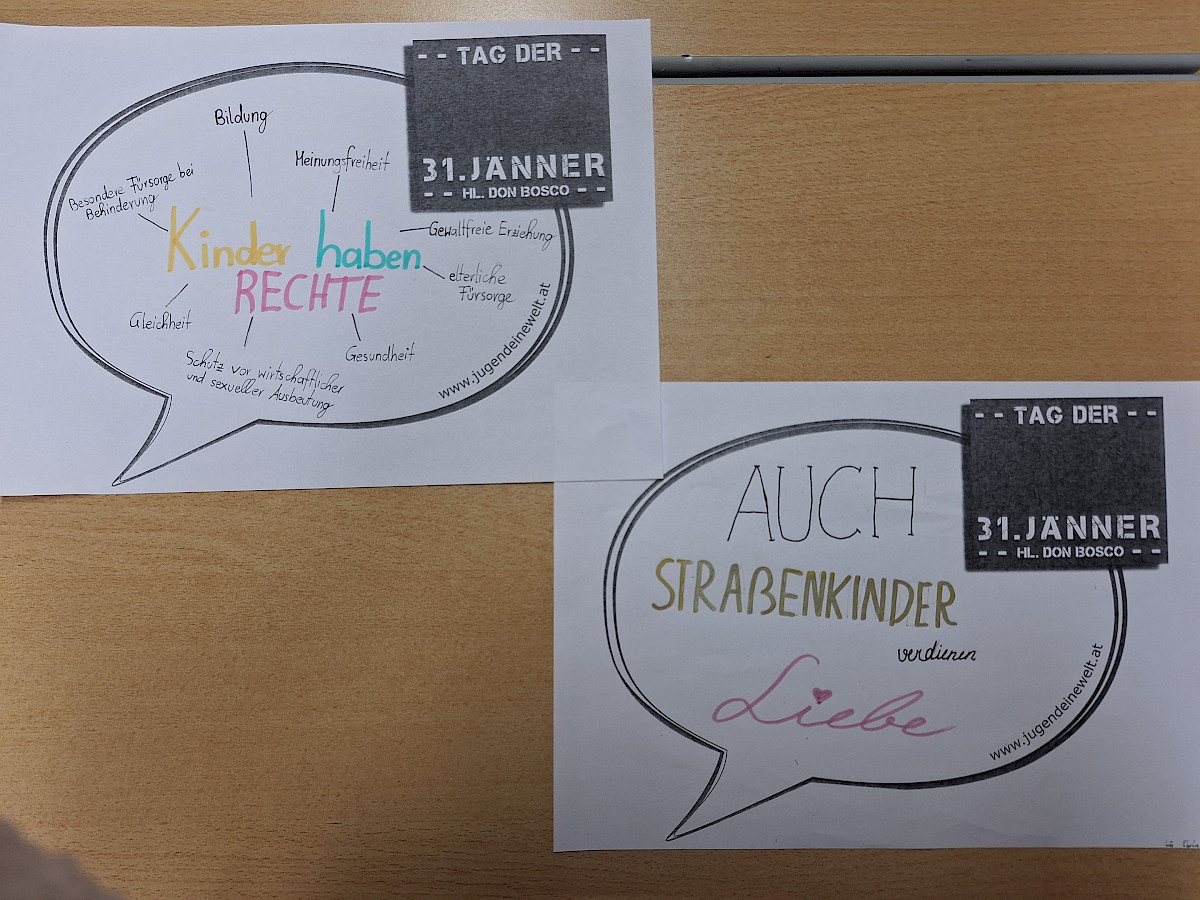 - - TAG DER - -
31.JÄNNER
- - HL. DON BOSCO - -
Bildung
Meinungsfreiheit
Besondere Fürsorge bei
Behinderung
Gewaltfreie Erziehung
Kinder haben
RECHTE
elterliche
Fürsorge
Gleichheit
Gesundheit
Schutz vor wirtschaftlicher
und sexueller Ausbeutung
www.jugendeinewelt.at
- - TAG DER - -
31.JÄNNER
- - HL. DON BOSCO - -
AUCH
STRAßENKINDER
verdienen
Liebe
www.jugendeinewelt.at